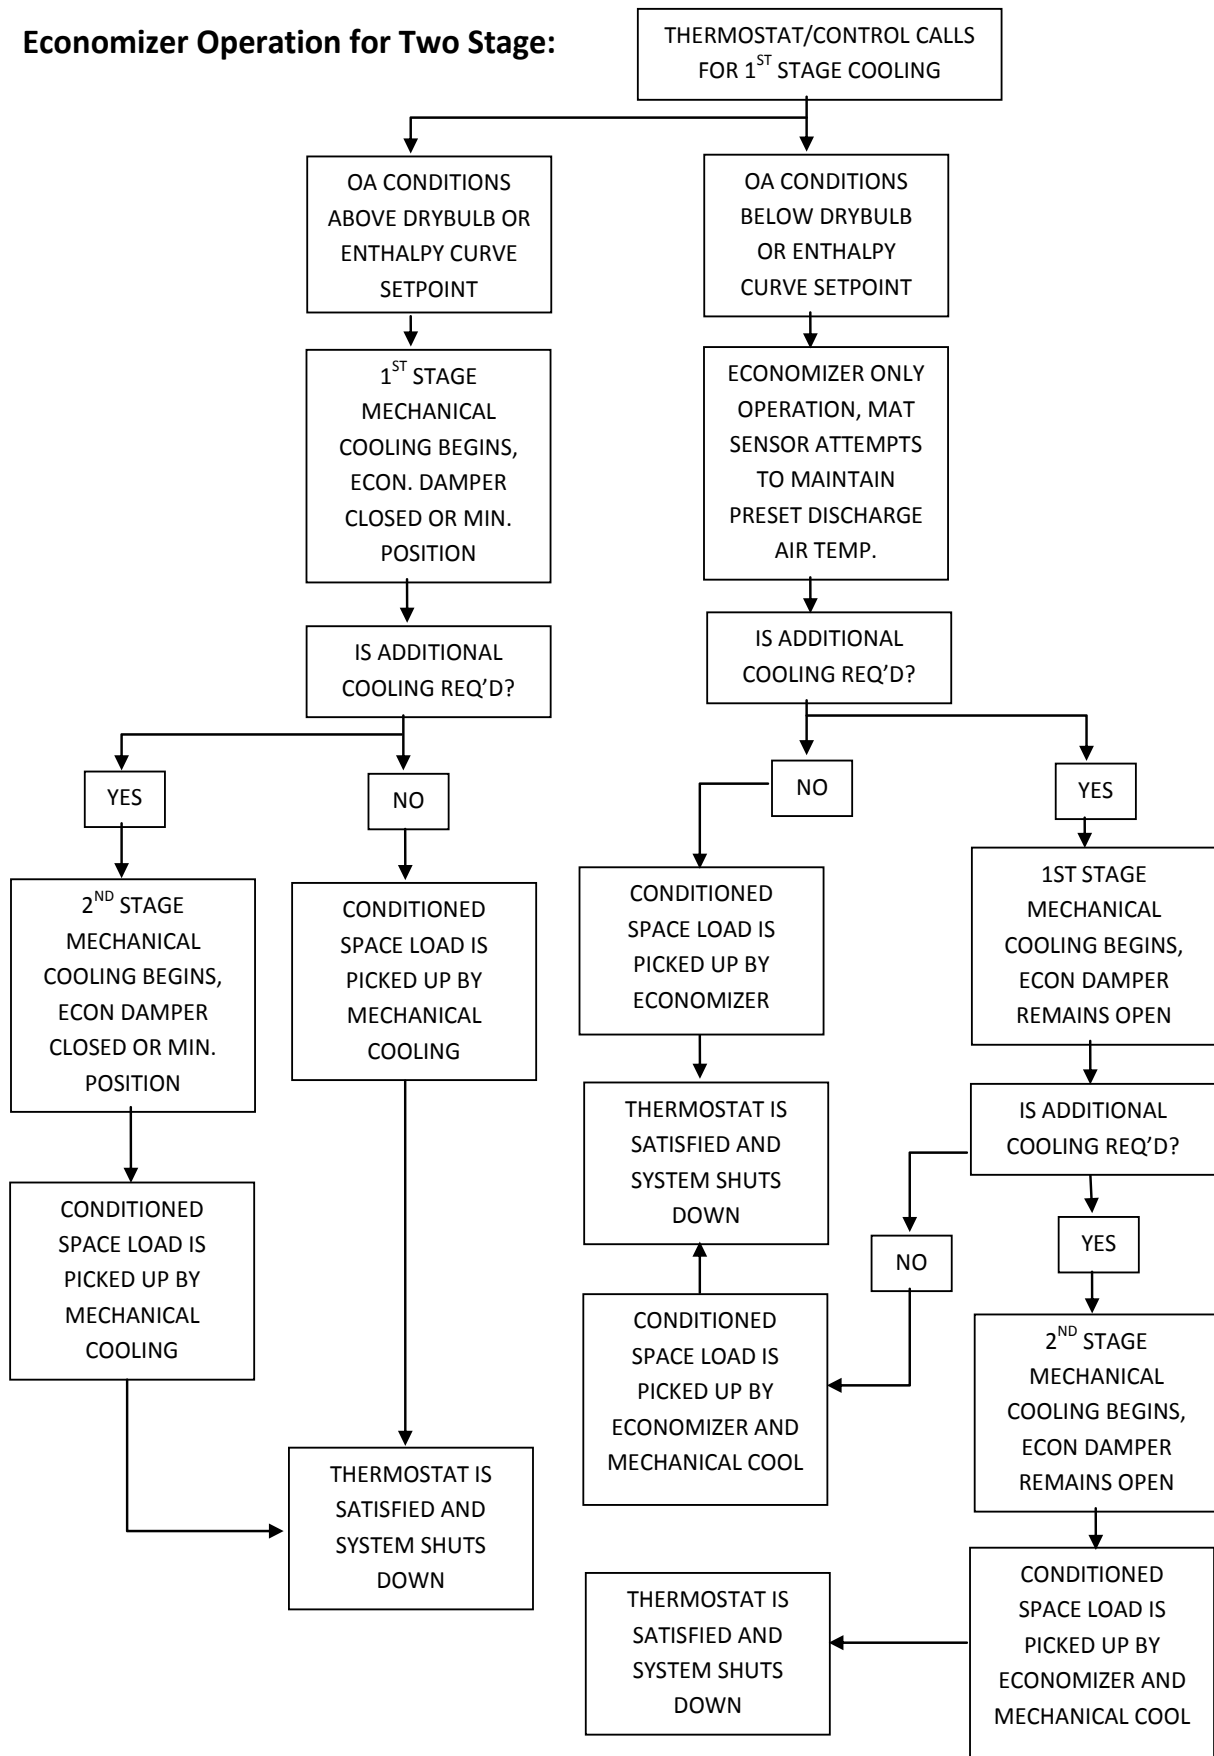 Economizer Operation for Two Stage:
THERMOSTAT/CONTROL CALLS
FOR 1ST STAGE COOLING
OA CONDITIONS
ABOVE DRYBULB OR
ENTHALPY CURVE
SETPOINT
OA CONDITIONS
BELOW DRYBULB
OR ENTHALPY
CURVE SETPOINT
1ST STAGE
MECHANICAL
COOLING BEGINS,
ECON. DAMPER
CLOSED OR MIN.
POSITION
ECONOMIZER ONLY
OPERATION, MAT
SENSOR ATTEMPTS
TO MAINTAIN
PRESET DISCHARGE
AIR TEMP.
IS ADDITIONAL
COOLING REQ’D?
IS ADDITIONAL
COOLING REQ’D?
YES
NO
NO
YES
2ND STAGE
MECHANICAL
COOLING BEGINS,
ECON DAMPER
CLOSED OR MIN.
POSITION
CONDITIONED
SPACE LOAD IS
PICKED UP BY
MECHANICAL
COOLING
CONDITIONED
SPACE LOAD IS
PICKED UP BY
ECONOMIZER
1ST STAGE
MECHANICAL
COOLING BEGINS,
ECON DAMPER
REMAINS OPEN
THERMOSTAT IS
SATISFIED AND
SYSTEM SHUTS
DOWN
IS ADDITIONAL
COOLING REQ’D?
CONDITIONED
SPACE LOAD IS
PICKED UP BY
MECHANICAL
COOLING
NO
YES
CONDITIONED
SPACE LOAD IS
PICKED UP BY
ECONOMIZER AND
MECHANICAL COOL
2ND STAGE
MECHANICAL
COOLING BEGINS,
ECON DAMPER
REMAINS OPEN
THERMOSTAT IS
SATISFIED AND
SYSTEM SHUTS
DOWN
THERMOSTAT IS
SATISFIED AND
SYSTEM SHUTS
DOWN
CONDITIONED
SPACE LOAD IS
PICKED UP BY
ECONOMIZER AND
MECHANICAL COOL